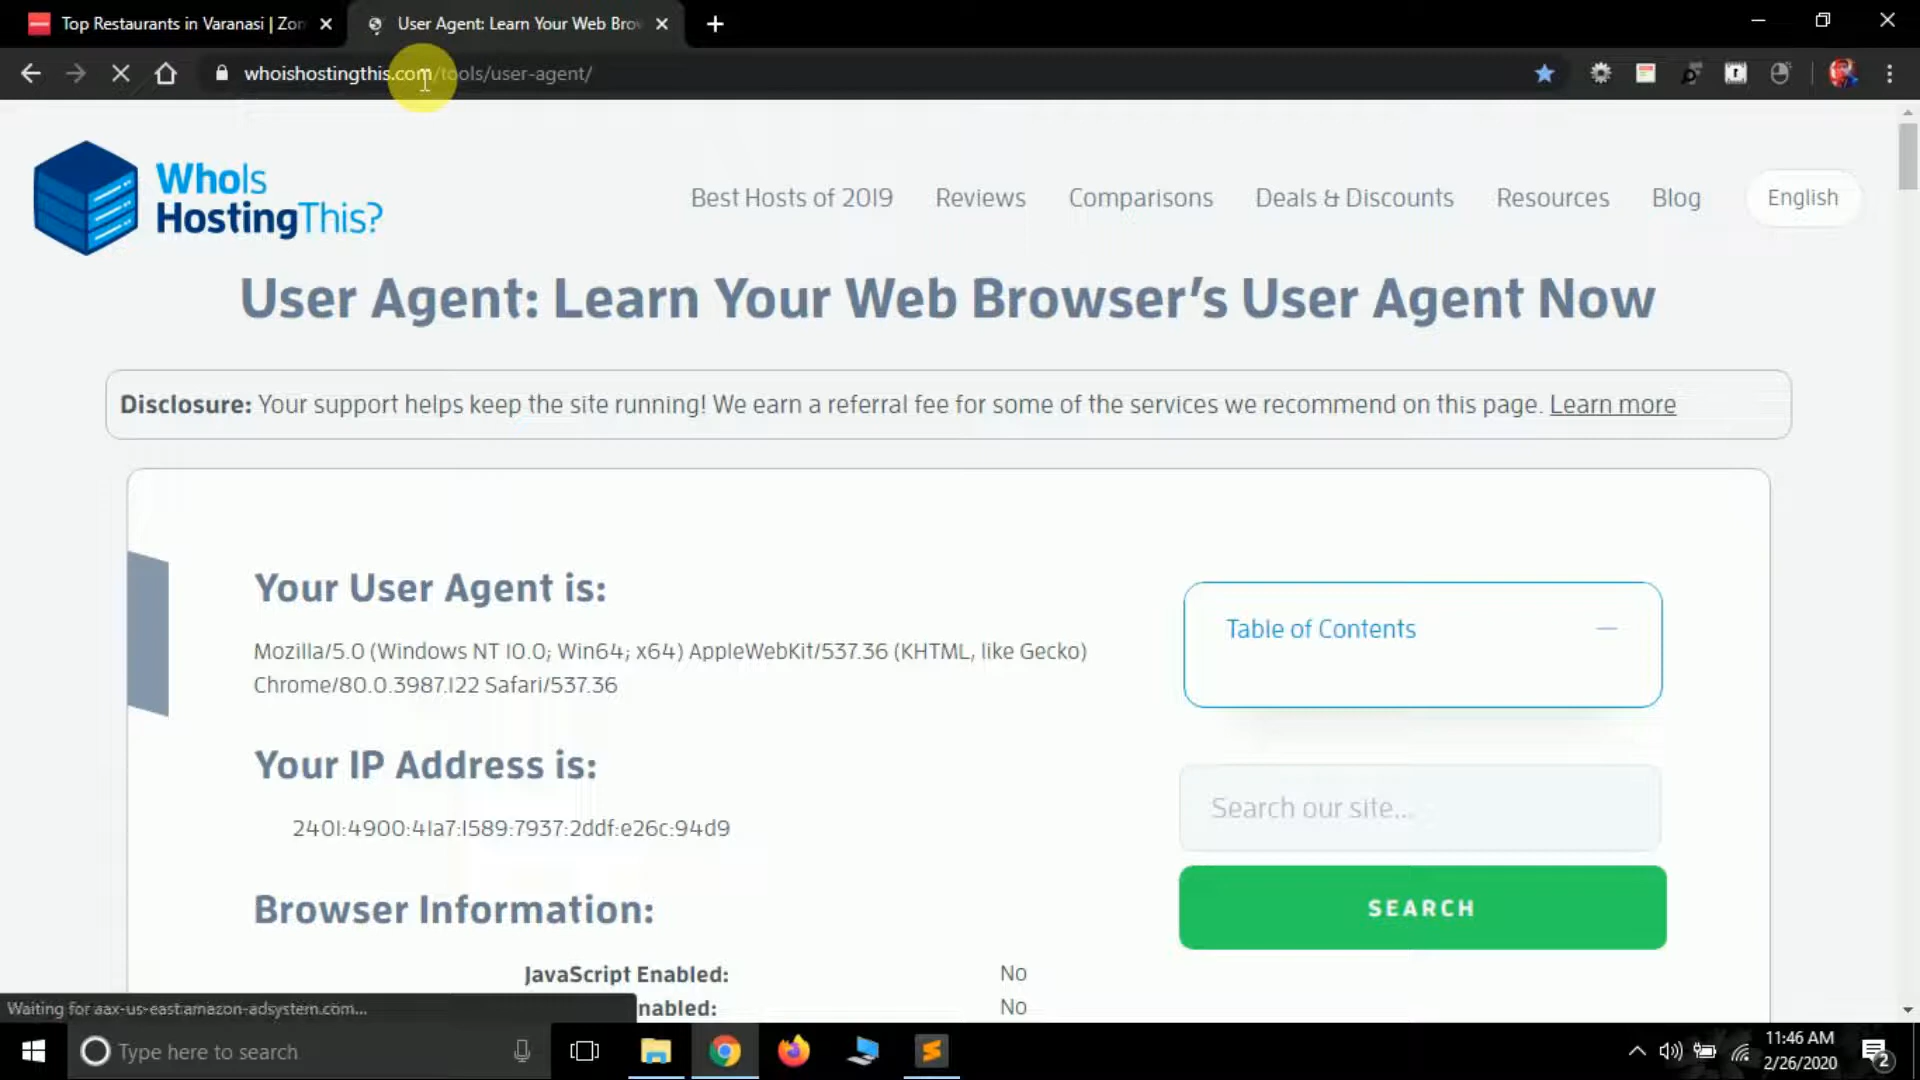 Top Restaurants in Varanasi | Zon
User Agent: Learn Your Web Brow
whoishostingthis.com/tools/user-agent/
WhoIs
HostingThis?
Best Hosts of 2019
Reviews
Comparisons
Deals & Discounts
Resources
Blog
English
User Agent: Learn Your Web Browser’s User Agent Now
Disclosure: Your support helps keep the site running! We earn a referral fee for some of the services we recommend on this page. Learn more
Your User Agent is:
Mozilla/5.0 (Windows NT 10.0; Win64; x64) AppleWebKit/537.36 (KHTML, like Gecko)
Chrome/80.0.3987.122 Safari/537.36
Table of Contents
Your IP Address is:
2401:4900:41a7:1589:7937:2ddf:e26c:94d9
Search our site...
SEARCH
Browser Information:
JavaScript Enabled: No
nabled: No
Waiting for aax-us-east.amazon-adsystem.com...
Type here to search
11:46 AM
2/26/2020
2